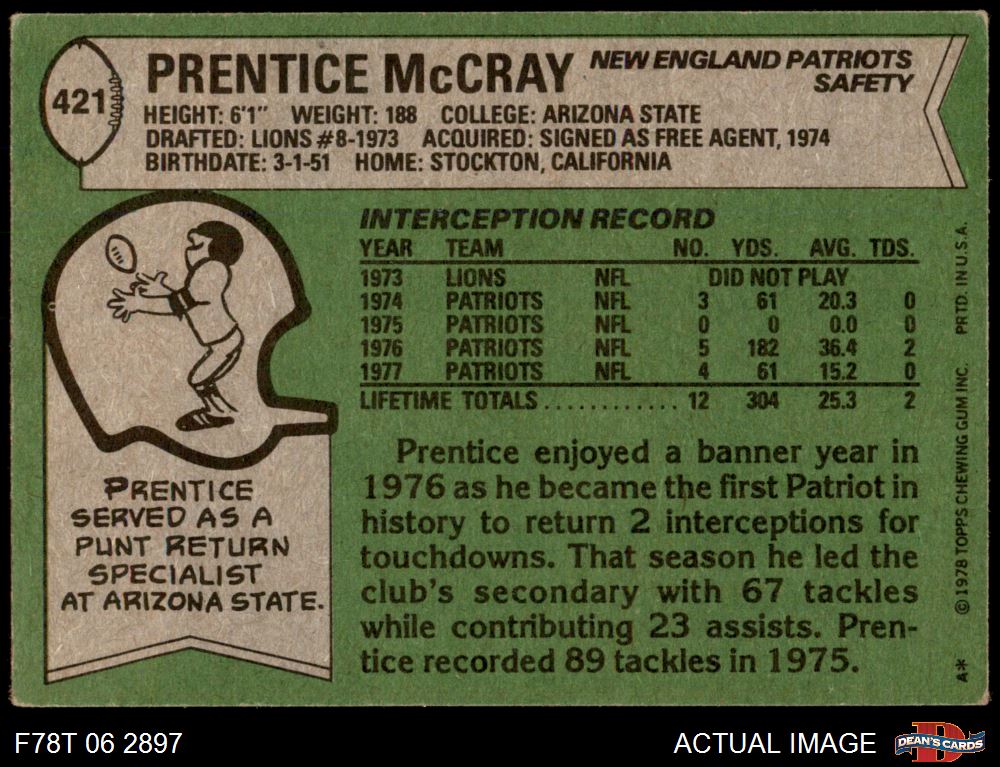 421
PRENTICE McCRAY
NEW ENGLAND PATRIOTS
SAFETY
HEIGHT: 6'1" WEIGHT: 188 COLLEGE: ARIZONA STATE
DRAFTED: LIONS #8-1973 ACQUIRED: SIGNED AS FREE AGENT, 1974
BIRTHDATE: 3-1-51 HOME: STOCKTON, CALIFORNIA
INTERCEPTION RECORD
YEAR TEAM NO. YDS. AVG. TDS.
1973 LIONS NFL DID NOT PLAY
1974 PATRIOTS NFL 3 61 20.3 0
1975 PATRIOTS NFL 0 0 0.0 0
1976 PATRIOTS NFL 5 182 36.4 2
1977 PATRIOTS NFL 4 61 15.2 0
LIFETIME TOTALS............ 12 304 25.3 2
Prentice enjoyed a banner year in
1976 as he became the first Patriot in
history to return 2 interceptions for
touchdowns. That season he led the
club's secondary with 67 tackles
while contributing 23 assists. Pren-
tice recorded 89 tackles in 1975.
PRENTICE
SERVED AS A
PUNT RETURN
SPECIALIST
AT ARIZONA STATE.
A* © 1978 TOPPS CHEWING GUM INC. PRTD. IN U.S.A.
F78T 06 2897
ACTUAL IMAGE
D
DEAN'S CARDS